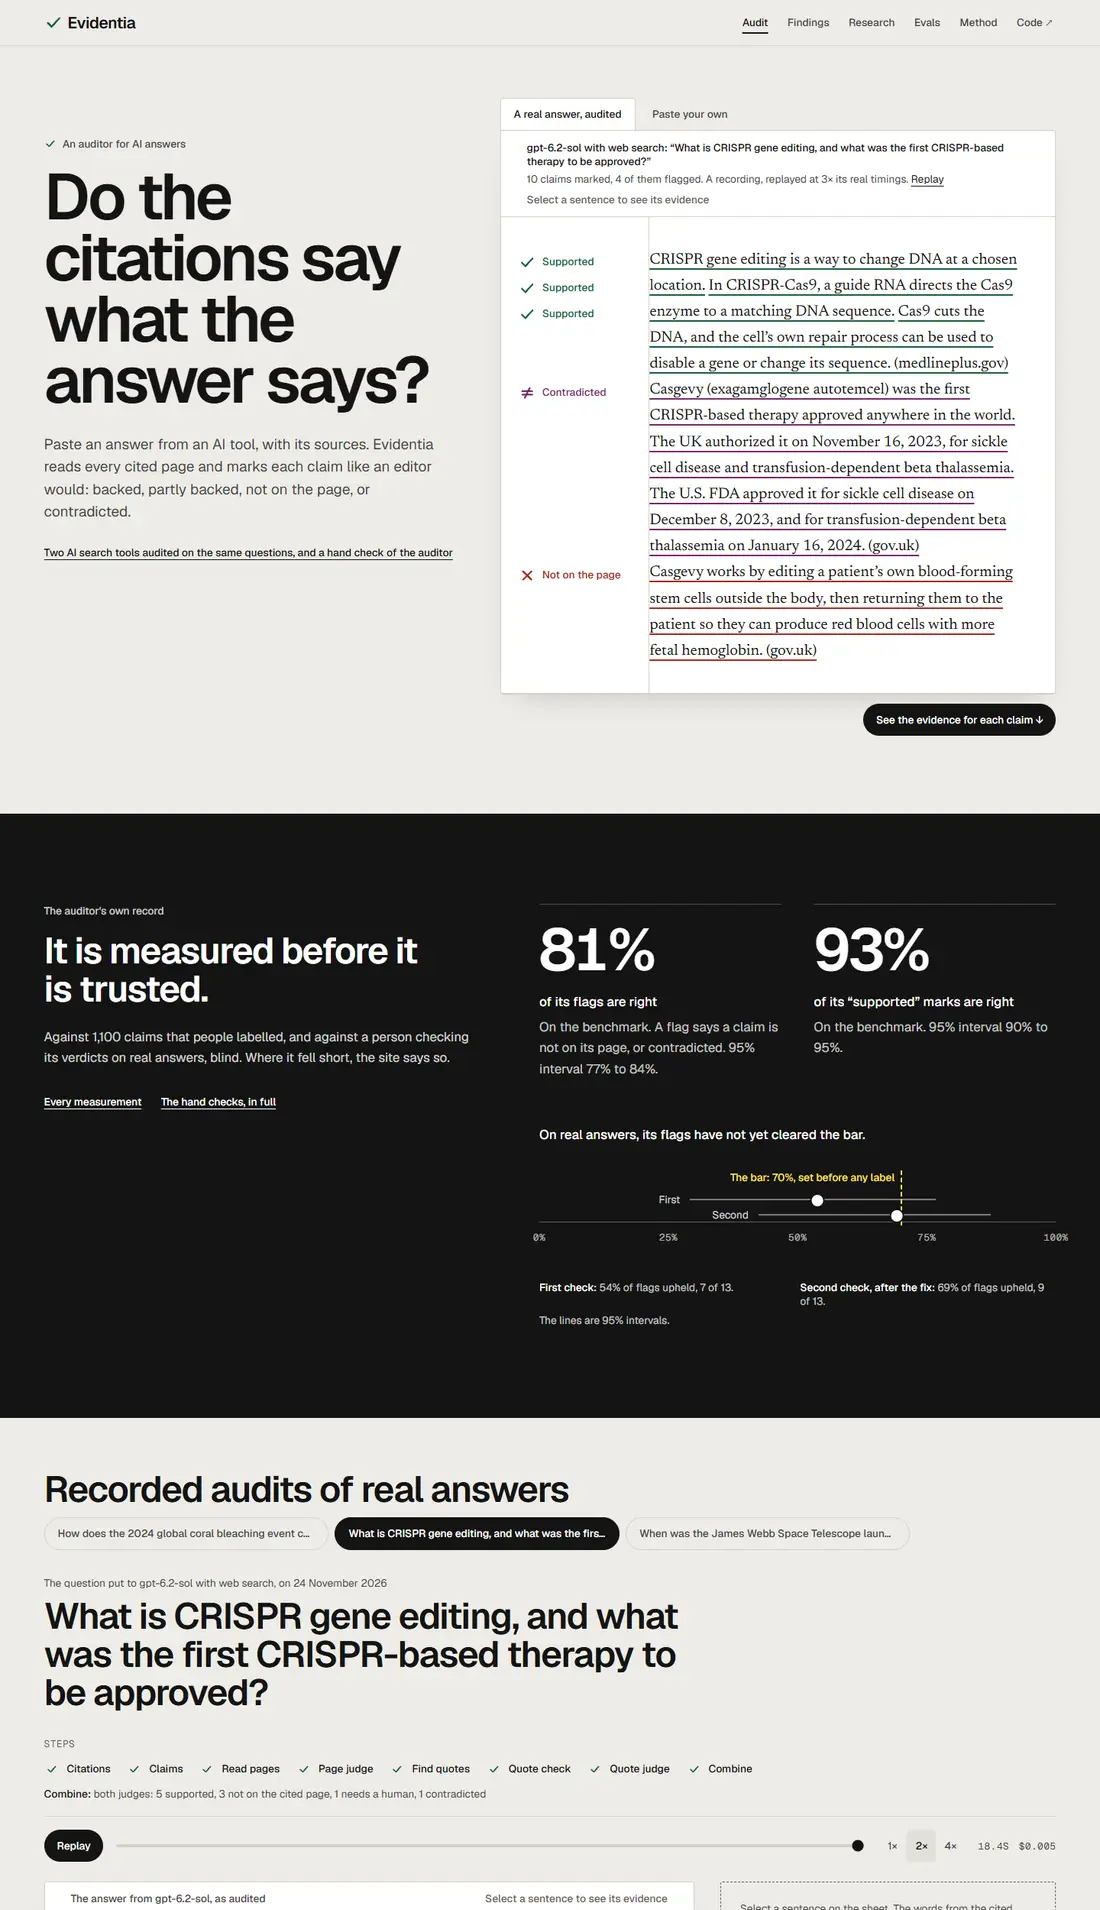 Evidentia
Audit Findings Research Evals Method Code ↗
An auditor for AI answers
Do the
citations say
what the
answer says?
Paste an answer from an AI tool, with its sources. Evidentia
reads every cited page and marks each claim like an editor
would: backed, partly backed, not on the page, or
contradicted.
Two AI search tools audited on the same questions, and a hand check of the auditor
A real answer, audited Paste your own
gpt-6.2-sol with web search: “What is CRISPR gene editing, and what was the first CRISPR-based
therapy to be approved?”
10 claims marked, 4 of them flagged. A recording, replayed at 3× its real timings. Replay
Select a sentence to see its evidence
Supported
Supported
Supported
Contradicted
Not on the page
CRISPR gene editing is a way to change DNA at a chosen
location. In CRISPR-Cas9, a guide RNA directs the Cas9
enzyme to a matching DNA sequence. Cas9 cuts the
DNA, and the cell’s own repair process can be used to
disable a gene or change its sequence. (medlineplus.gov)
Casgevy (exagamglogene autotemcel) was the first
CRISPR-based therapy approved anywhere in the world.
The UK authorized it on November 16, 2023, for sickle
cell disease and transfusion-dependent beta thalassemia.
The U.S. FDA approved it for sickle cell disease on
December 8, 2023, and for transfusion-dependent beta
thalassemia on January 16, 2024. (gov.uk)
Casgevy works by editing a patient’s own blood-forming
stem cells outside the body, then returning them to the
patient so they can produce red blood cells with more
fetal hemoglobin. (gov.uk)
See the evidence for each claim ↓
The auditor's own record
It is measured before it
is trusted.
Against 1,100 claims that people labelled, and against a person checking
its verdicts on real answers, blind. Where it fell short, the site says so.
Every measurement The hand checks, in full
81%
of its flags are right
On the benchmark. A flag says a claim is
not on its page, or contradicted. 95%
interval 77% to 84%.
93%
of its “supported” marks are right
On the benchmark. 95% interval 90% to
95%.
On real answers, its flags have not yet cleared the bar.
The bar: 70%, set before any label
First
Second
0% 25% 50% 75% 100%
First check: 54% of flags upheld, 7 of 13.
Second check, after the fix: 69% of flags upheld, 9
of 13.
The lines are 95% intervals.
Recorded audits of real answers
How does the 2024 global coral bleaching event c... What is CRISPR gene editing, and what was the firs... When was the James Webb Space Telescope laun...
The question put to gpt-6.2-sol with web search, on 24 November 2026
What is CRISPR gene editing, and what
was the first CRISPR-based therapy to
be approved?
STEPS
Citations Claims Read pages Page judge Find quotes Quote check Quote judge Combine
Combine: both judges: 5 supported, 3 not on the cited page, 1 needs a human, 1 contradicted
Replay 1× 2× 4× 18.4S $0.005
The answer from gpt-6.2-sol, as audited Select a sentence to see its evidence
Select a sentence on the sheet. The words from the cited